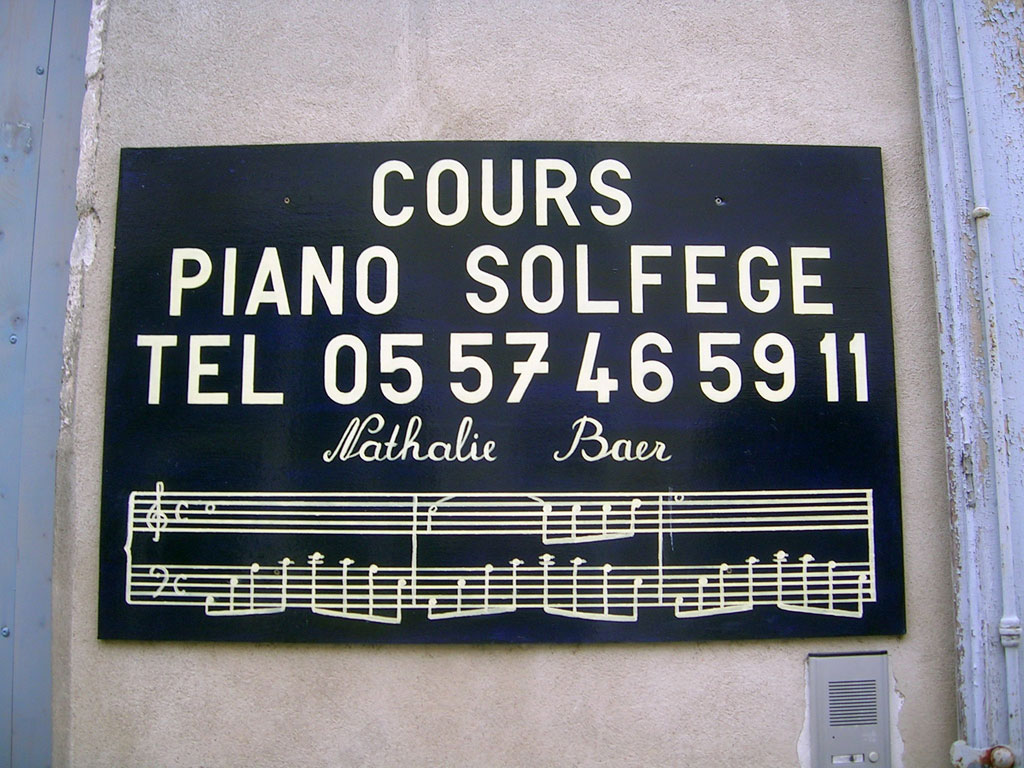 COURS
PIANO SOLFEGE
TEL 05 57 46 59 11
Nathalie Baer